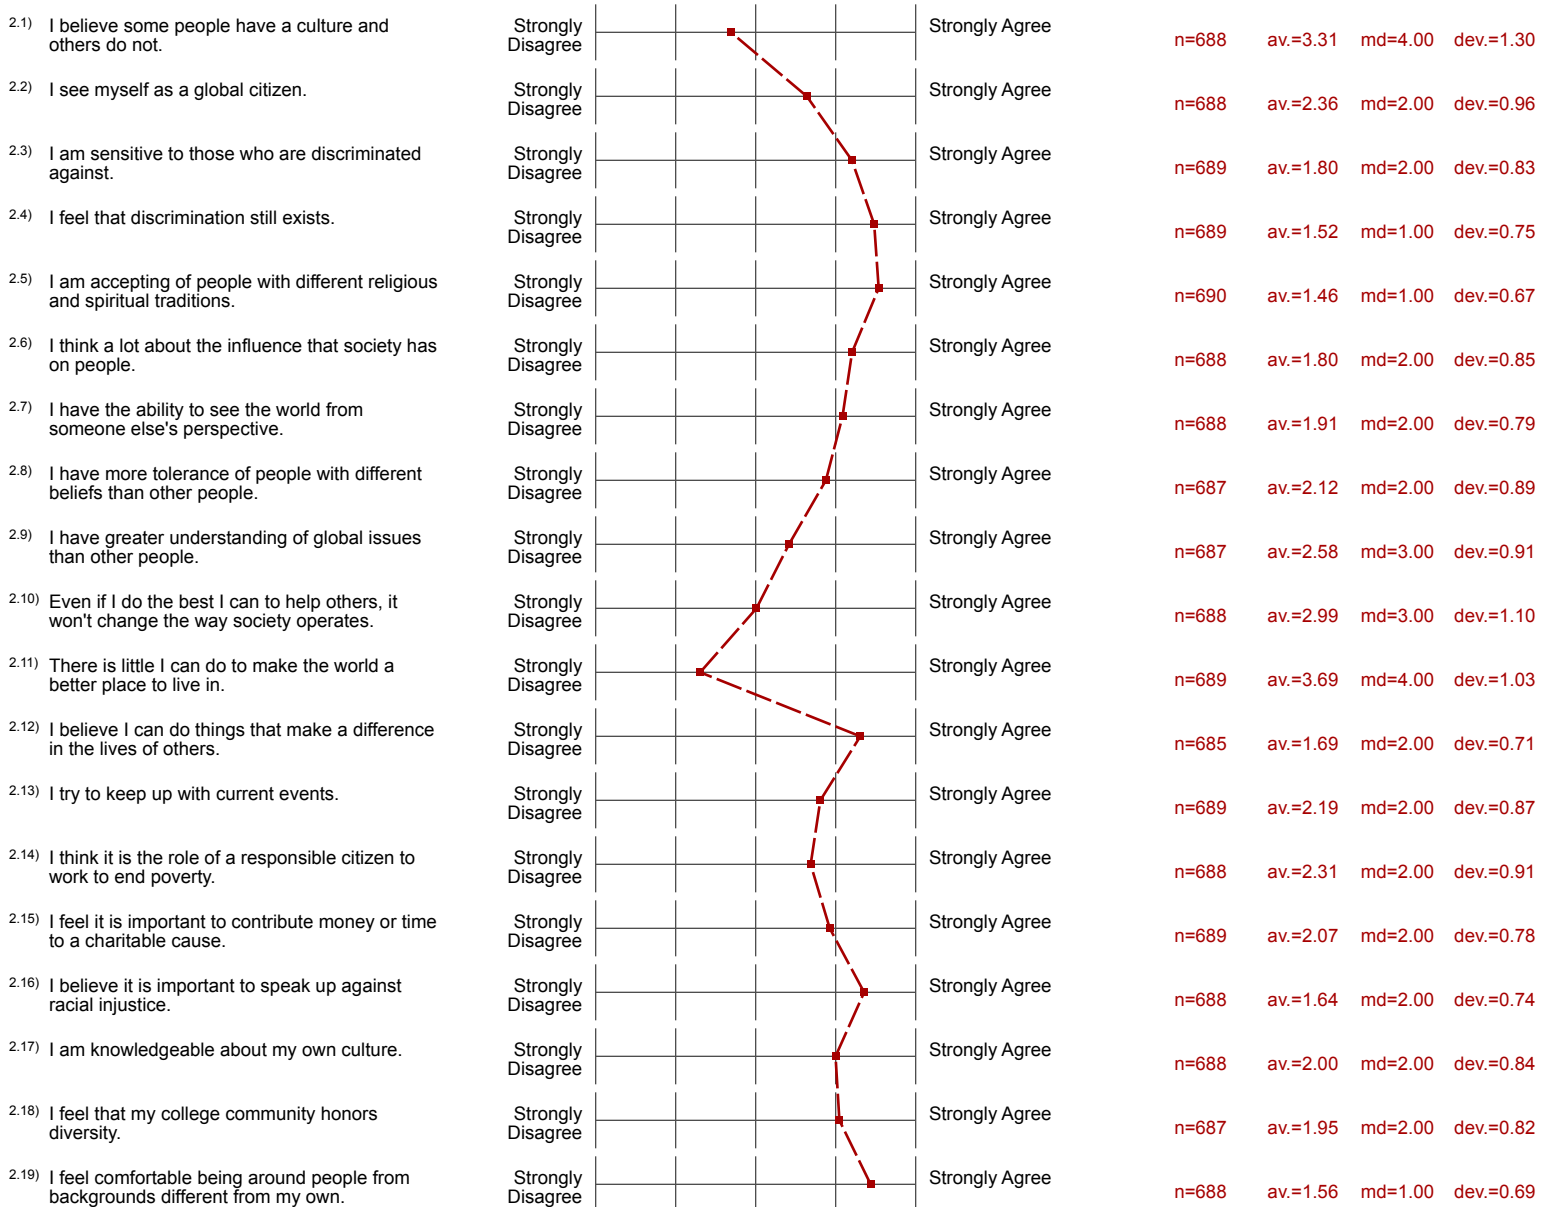 2.1) I believe some people have a culture and
others do not.
Strongly
Disagree
Strongly Agree
n=688 av.=3.31 md=4.00 dev.=1.30
2.2) I see myself as a global citizen.
Strongly
Disagree
Strongly Agree
n=688 av.=2.36 md=2.00 dev.=0.96
2.3) I am sensitive to those who are discriminated
against.
Strongly
Disagree
Strongly Agree
n=689 av.=1.80 md=2.00 dev.=0.83
2.4) I feel that discrimination still exists.
Strongly
Disagree
Strongly Agree
n=689 av.=1.52 md=1.00 dev.=0.75
2.5) I am accepting of people with different religious
and spiritual traditions.
Strongly
Disagree
Strongly Agree
n=690 av.=1.46 md=1.00 dev.=0.67
2.6) I think a lot about the influence that society has
on people.
Strongly
Disagree
Strongly Agree
n=688 av.=1.80 md=2.00 dev.=0.85
2.7) I have the ability to see the world from
someone else's perspective.
Strongly
Disagree
Strongly Agree
n=688 av.=1.91 md=2.00 dev.=0.79
2.8) I have more tolerance of people with different
beliefs than other people.
Strongly
Disagree
Strongly Agree
n=687 av.=2.12 md=2.00 dev.=0.89
2.9) I have greater understanding of global issues
than other people.
Strongly
Disagree
Strongly Agree
n=687 av.=2.58 md=3.00 dev.=0.91
2.10) Even if I do the best I can to help others, it
won't change the way society operates.
Strongly
Disagree
Strongly Agree
n=688 av.=2.99 md=3.00 dev.=1.10
2.11) There is little I can do to make the world a
better place to live in.
Strongly
Disagree
Strongly Agree
n=689 av.=3.69 md=4.00 dev.=1.03
2.12) I believe I can do things that make a difference
in the lives of others.
Strongly
Disagree
Strongly Agree
n=685 av.=1.69 md=2.00 dev.=0.71
2.13) I try to keep up with current events.
Strongly
Disagree
Strongly Agree
n=689 av.=2.19 md=2.00 dev.=0.87
2.14) I think it is the role of a responsible citizen to
work to end poverty.
Strongly
Disagree
Strongly Agree
n=688 av.=2.31 md=2.00 dev.=0.91
2.15) I feel it is important to contribute money or time
to a charitable cause.
Strongly
Disagree
Strongly Agree
n=689 av.=2.07 md=2.00 dev.=0.78
2.16) I believe it is important to speak up against
racial injustice.
Strongly
Disagree
Strongly Agree
n=688 av.=1.64 md=2.00 dev.=0.74
2.17) I am knowledgeable about my own culture.
Strongly
Disagree
Strongly Agree
n=688 av.=2.00 md=2.00 dev.=0.84
2.18) I feel that my college community honors
diversity.
Strongly
Disagree
Strongly Agree
n=687 av.=1.95 md=2.00 dev.=0.82
2.19) I feel comfortable being around people from
backgrounds different from my own.
Strongly
Disagree
Strongly Agree
n=688 av.=1.56 md=1.00 dev.=0.69